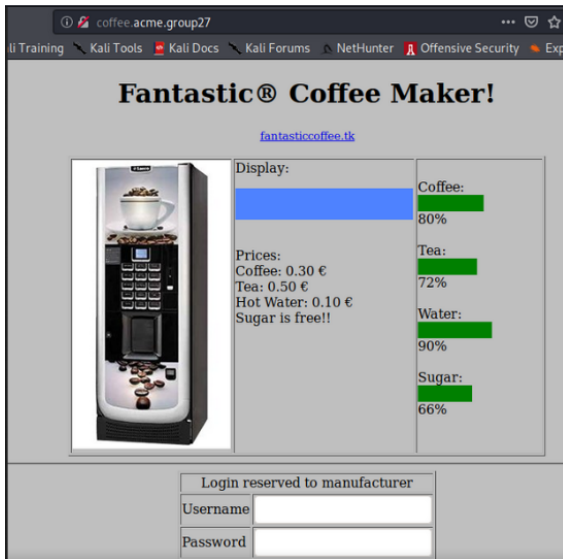 coffee.acme.group27
li Training Kali Tools Kali Docs Kali Forums NetHunter Offensive Security Exp
Fantastic® Coffee Maker!
fantasticcoffee.tk
Display:
Prices:
Coffee: 0.30 €
Tea: 0.50 €
Hot Water: 0.10 €
Sugar is free!!
Coffee:
80%
Tea:
72%
Water:
90%
Sugar:
66%
Login reserved to manufacturer
Username
Password